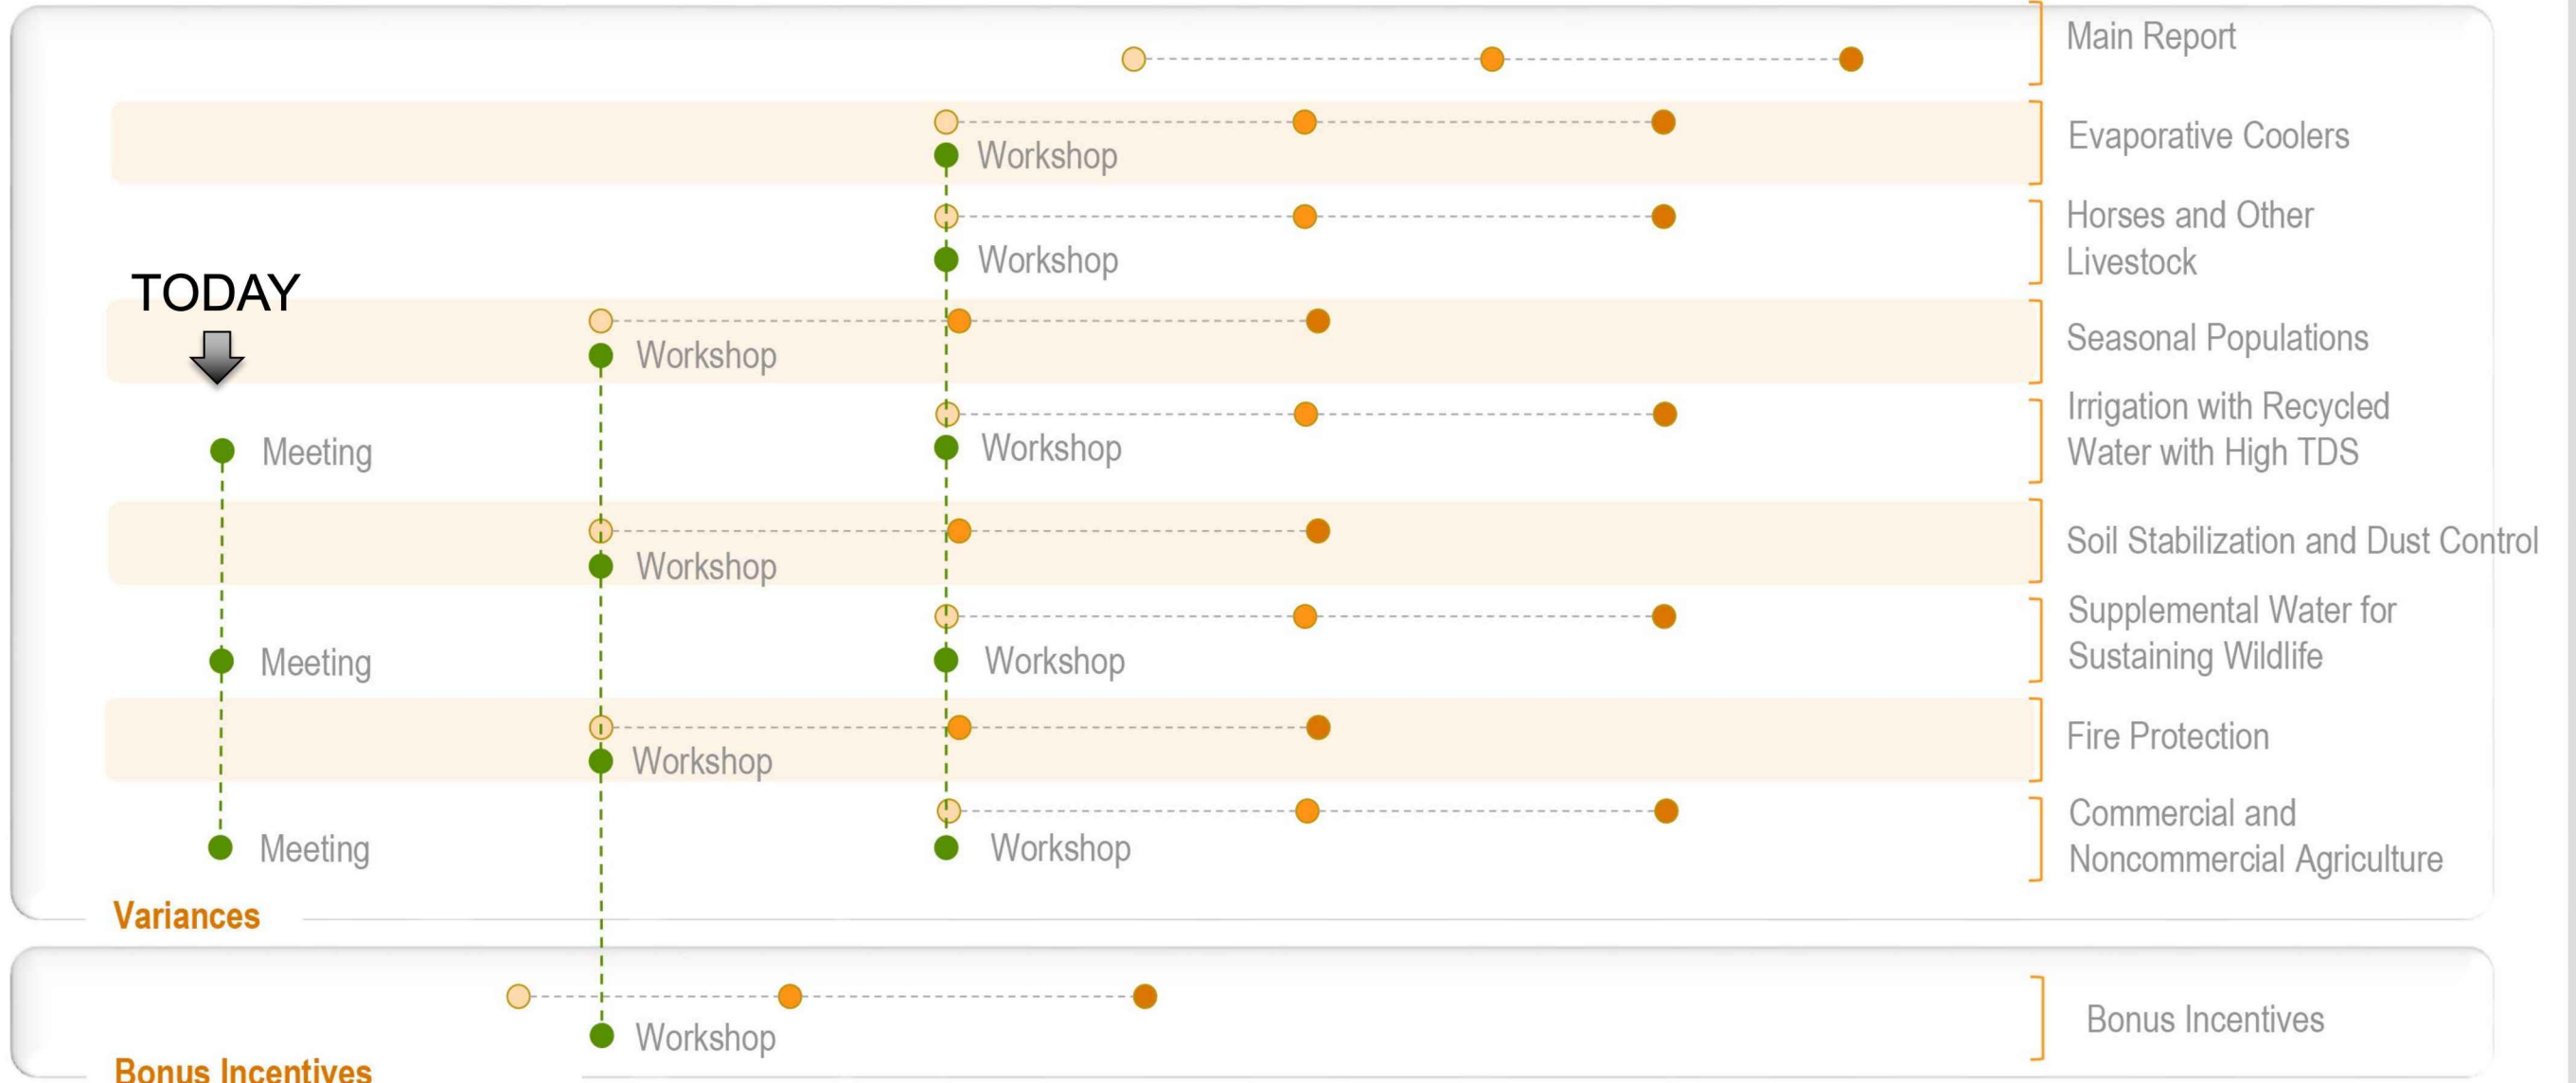 Main Report
Evaporative Coolers
Workshop
Horses and Other
Livestock
Workshop
TODAY
Seasonal Populations
Workshop
Irrigation with Recycled
Water with High TDS
Meeting
Workshop
Soil Stabilization and Dust Control
Workshop
Supplemental Water for
Sustaining Wildlife
Meeting
Workshop
Fire Protection
Workshop
Commercial and
Noncommercial Agriculture
Meeting
Workshop
Variances
Bonus Incentives
Workshop
Bonus Incentives